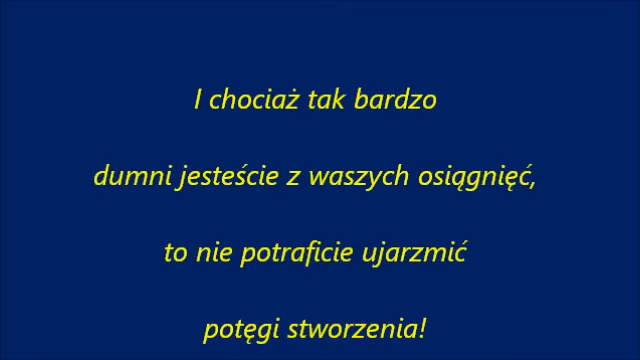 I chociaż tak bardzo
dumni jesteście z waszych osiągnięć,
to nie potraficie ujarzmić
potęgi stworzenia!